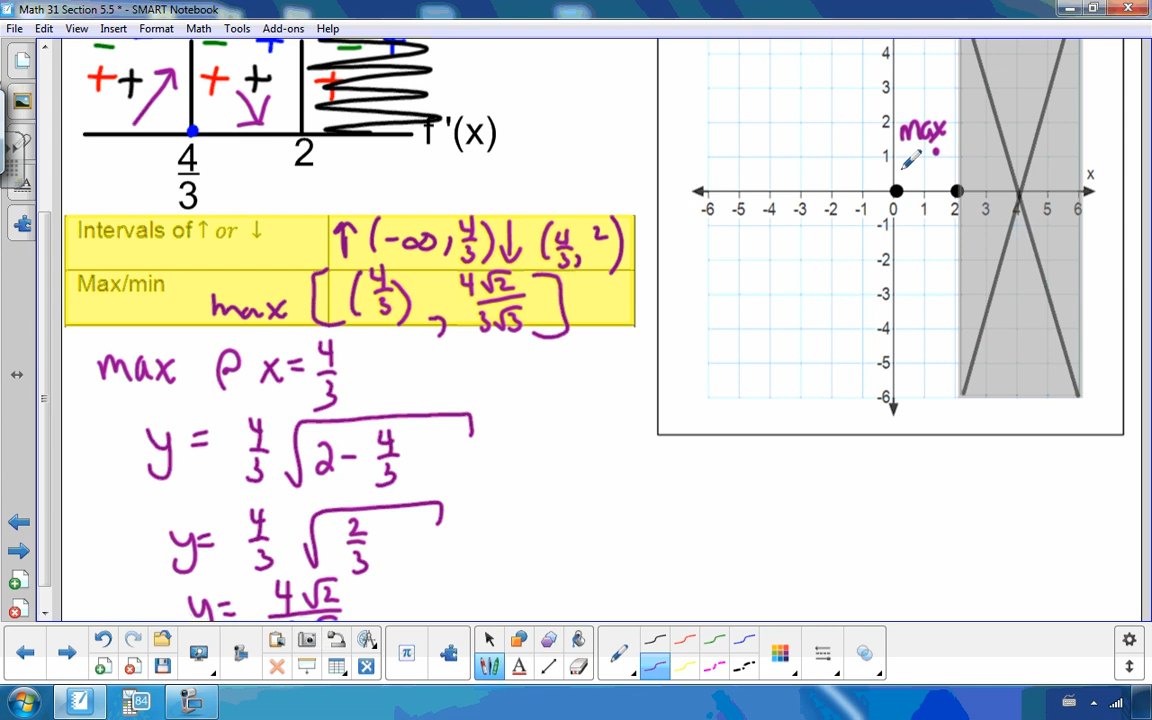 Math 31 Section 5.5 * - SMART Notebook
File Edit View Insert Format Math Tools Add-ons Help
- - + - +
+ + + + +
f '(x)
4/3 2
Intervals of ↑ or ↓ ↑ (-∞, 4/3) ↓ (4/3, 2)
Max/min max [(4/3), 4√2/3√3]
max @ x = 4/3
y = 4/3 √(2 - 4/3)
y = 4/3 √(2/3)
y = 4√2
4
3
2
max
1
x
-6 -5 -4 -3 -2 -1 0 1 2 3 4 5 6
-1
-2
-3
-4
-5
-6
π A
84